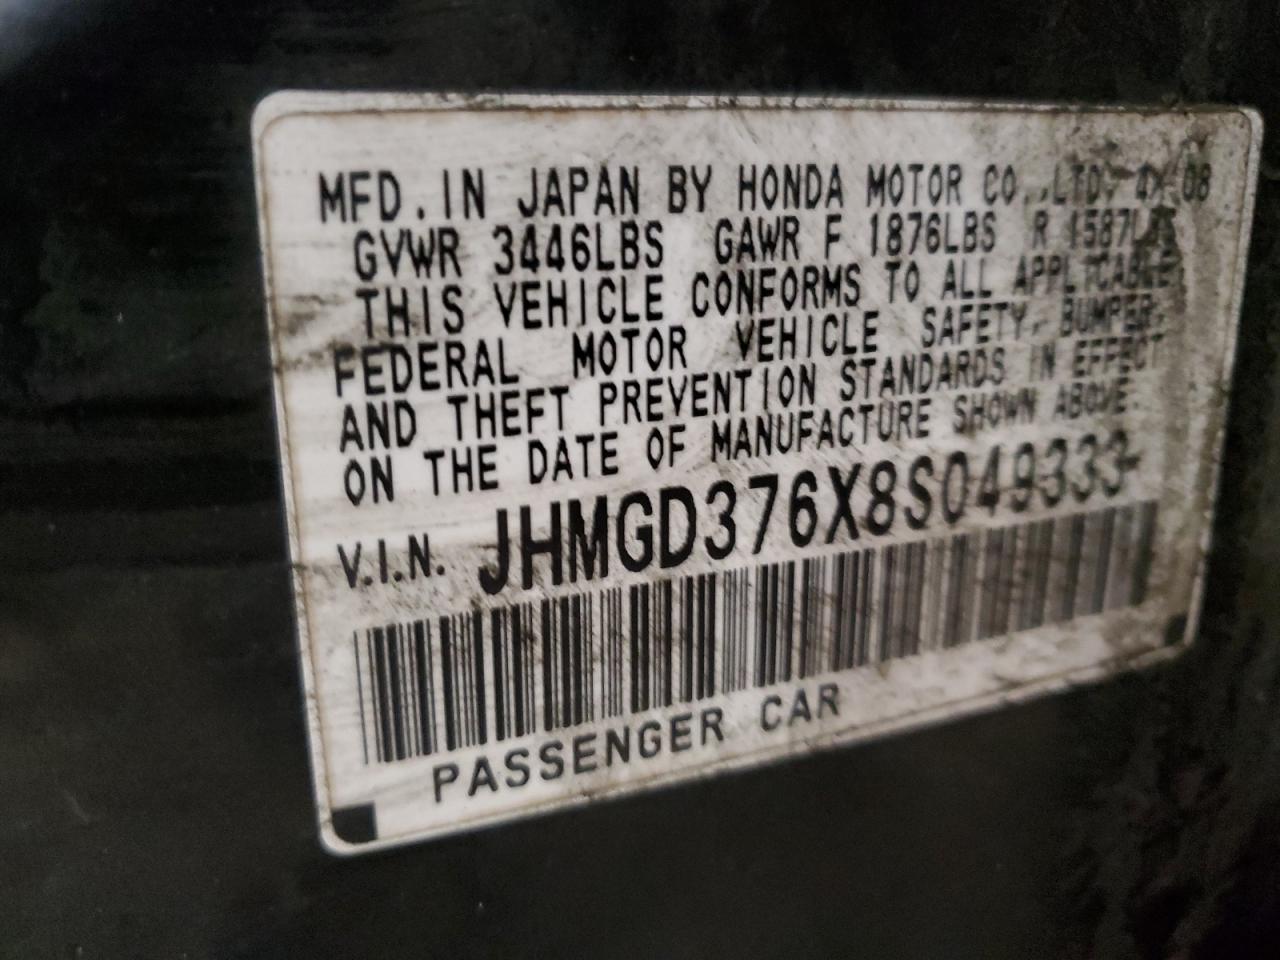 MFD. IN JAPAN BY HONDA MOTOR CO.,LTD. 4/08
GVWR 3446LBS GAWR F 1876LBS R 1587LBS
THIS VEHICLE CONFORMS TO ALL APPLICABLE
FEDERAL MOTOR VEHICLE SAFETY, BUMPER,
AND THEFT PREVENTION STANDARDS IN EFFECT
ON THE DATE OF MANUFACTURE SHOWN ABOVE.
V.I.N. JHMGD376X8S049333-
PASSENGER CAR